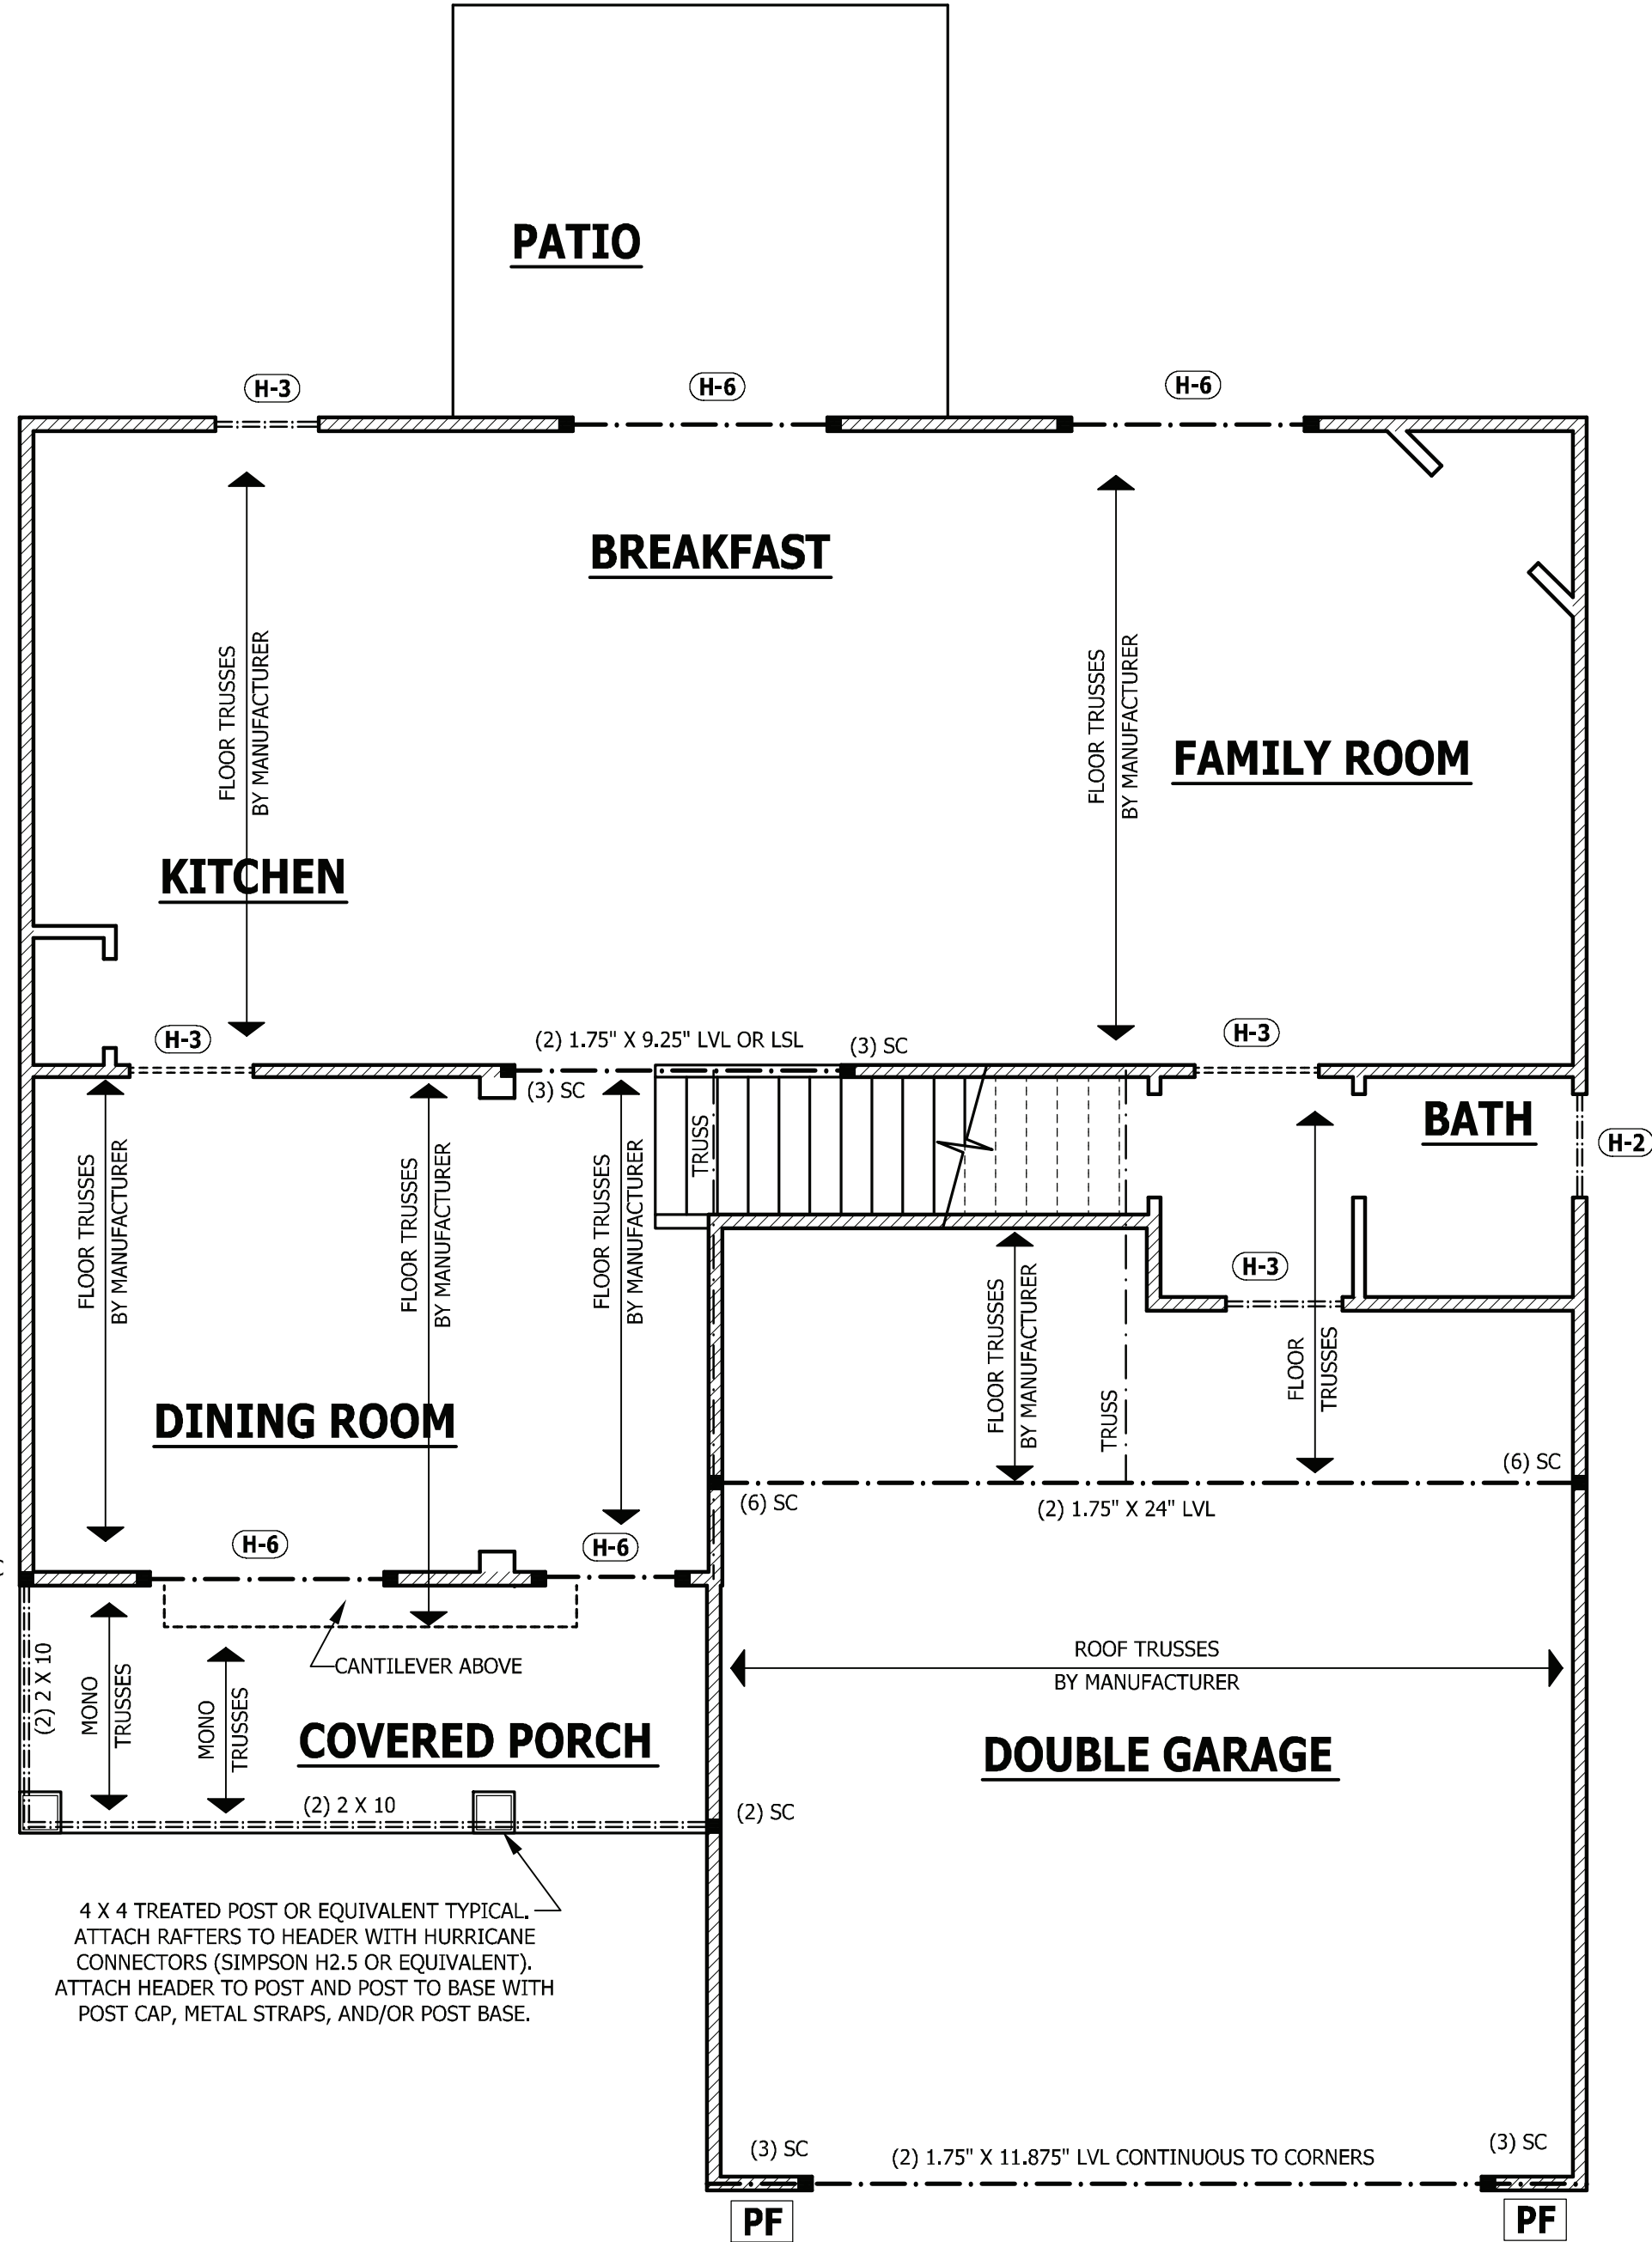 PATIO
H-3
H-6
H-6
BREAKFAST
FLOOR TRUSSES
BY MANUFACTURER
FLOOR TRUSSES
BY MANUFACTURER
FAMILY ROOM
KITCHEN
H-3
(2) 1.75" X 9.25" LVL OR LSL
(3) SC
H-3
(3) SC
BATH
H-2
TRUSS
FLOOR TRUSSES
BY MANUFACTURER
FLOOR TRUSSES
BY MANUFACTURER
FLOOR TRUSSES
BY MANUFACTURER
H-3
FLOOR TRUSSES
BY MANUFACTURER
TRUSS
FLOOR
TRUSSES
DINING ROOM
(6) SC
(6) SC
(2) 1.75" X 24" LVL
H-6
H-6
(2) 2 X 10
MONO
TRUSSES
MONO
TRUSSES
CANTILEVER ABOVE
ROOF TRUSSES
BY MANUFACTURER
COVERED PORCH
DOUBLE GARAGE
(2) 2 X 10
(2) SC
4 X 4 TREATED POST OR EQUIVALENT TYPICAL.
ATTACH RAFTERS TO HEADER WITH HURRICANE
CONNECTORS (SIMPSON H2.5 OR EQUIVALENT).
ATTACH HEADER TO POST AND POST TO BASE WITH
POST CAP, METAL STRAPS, AND/OR POST BASE.
(3) SC
(2) 1.75" X 11.875" LVL CONTINUOUS TO CORNERS
(3) SC
PF
PF